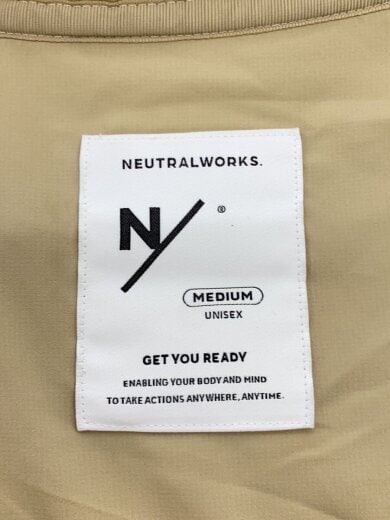 NEUTRALWORKS.
N/ ®
MEDIUM
UNISEX
GET YOU READY
ENABLING YOUR BODY AND MIND
TO TAKE ACTIONS ANYWHERE, ANYTIME.